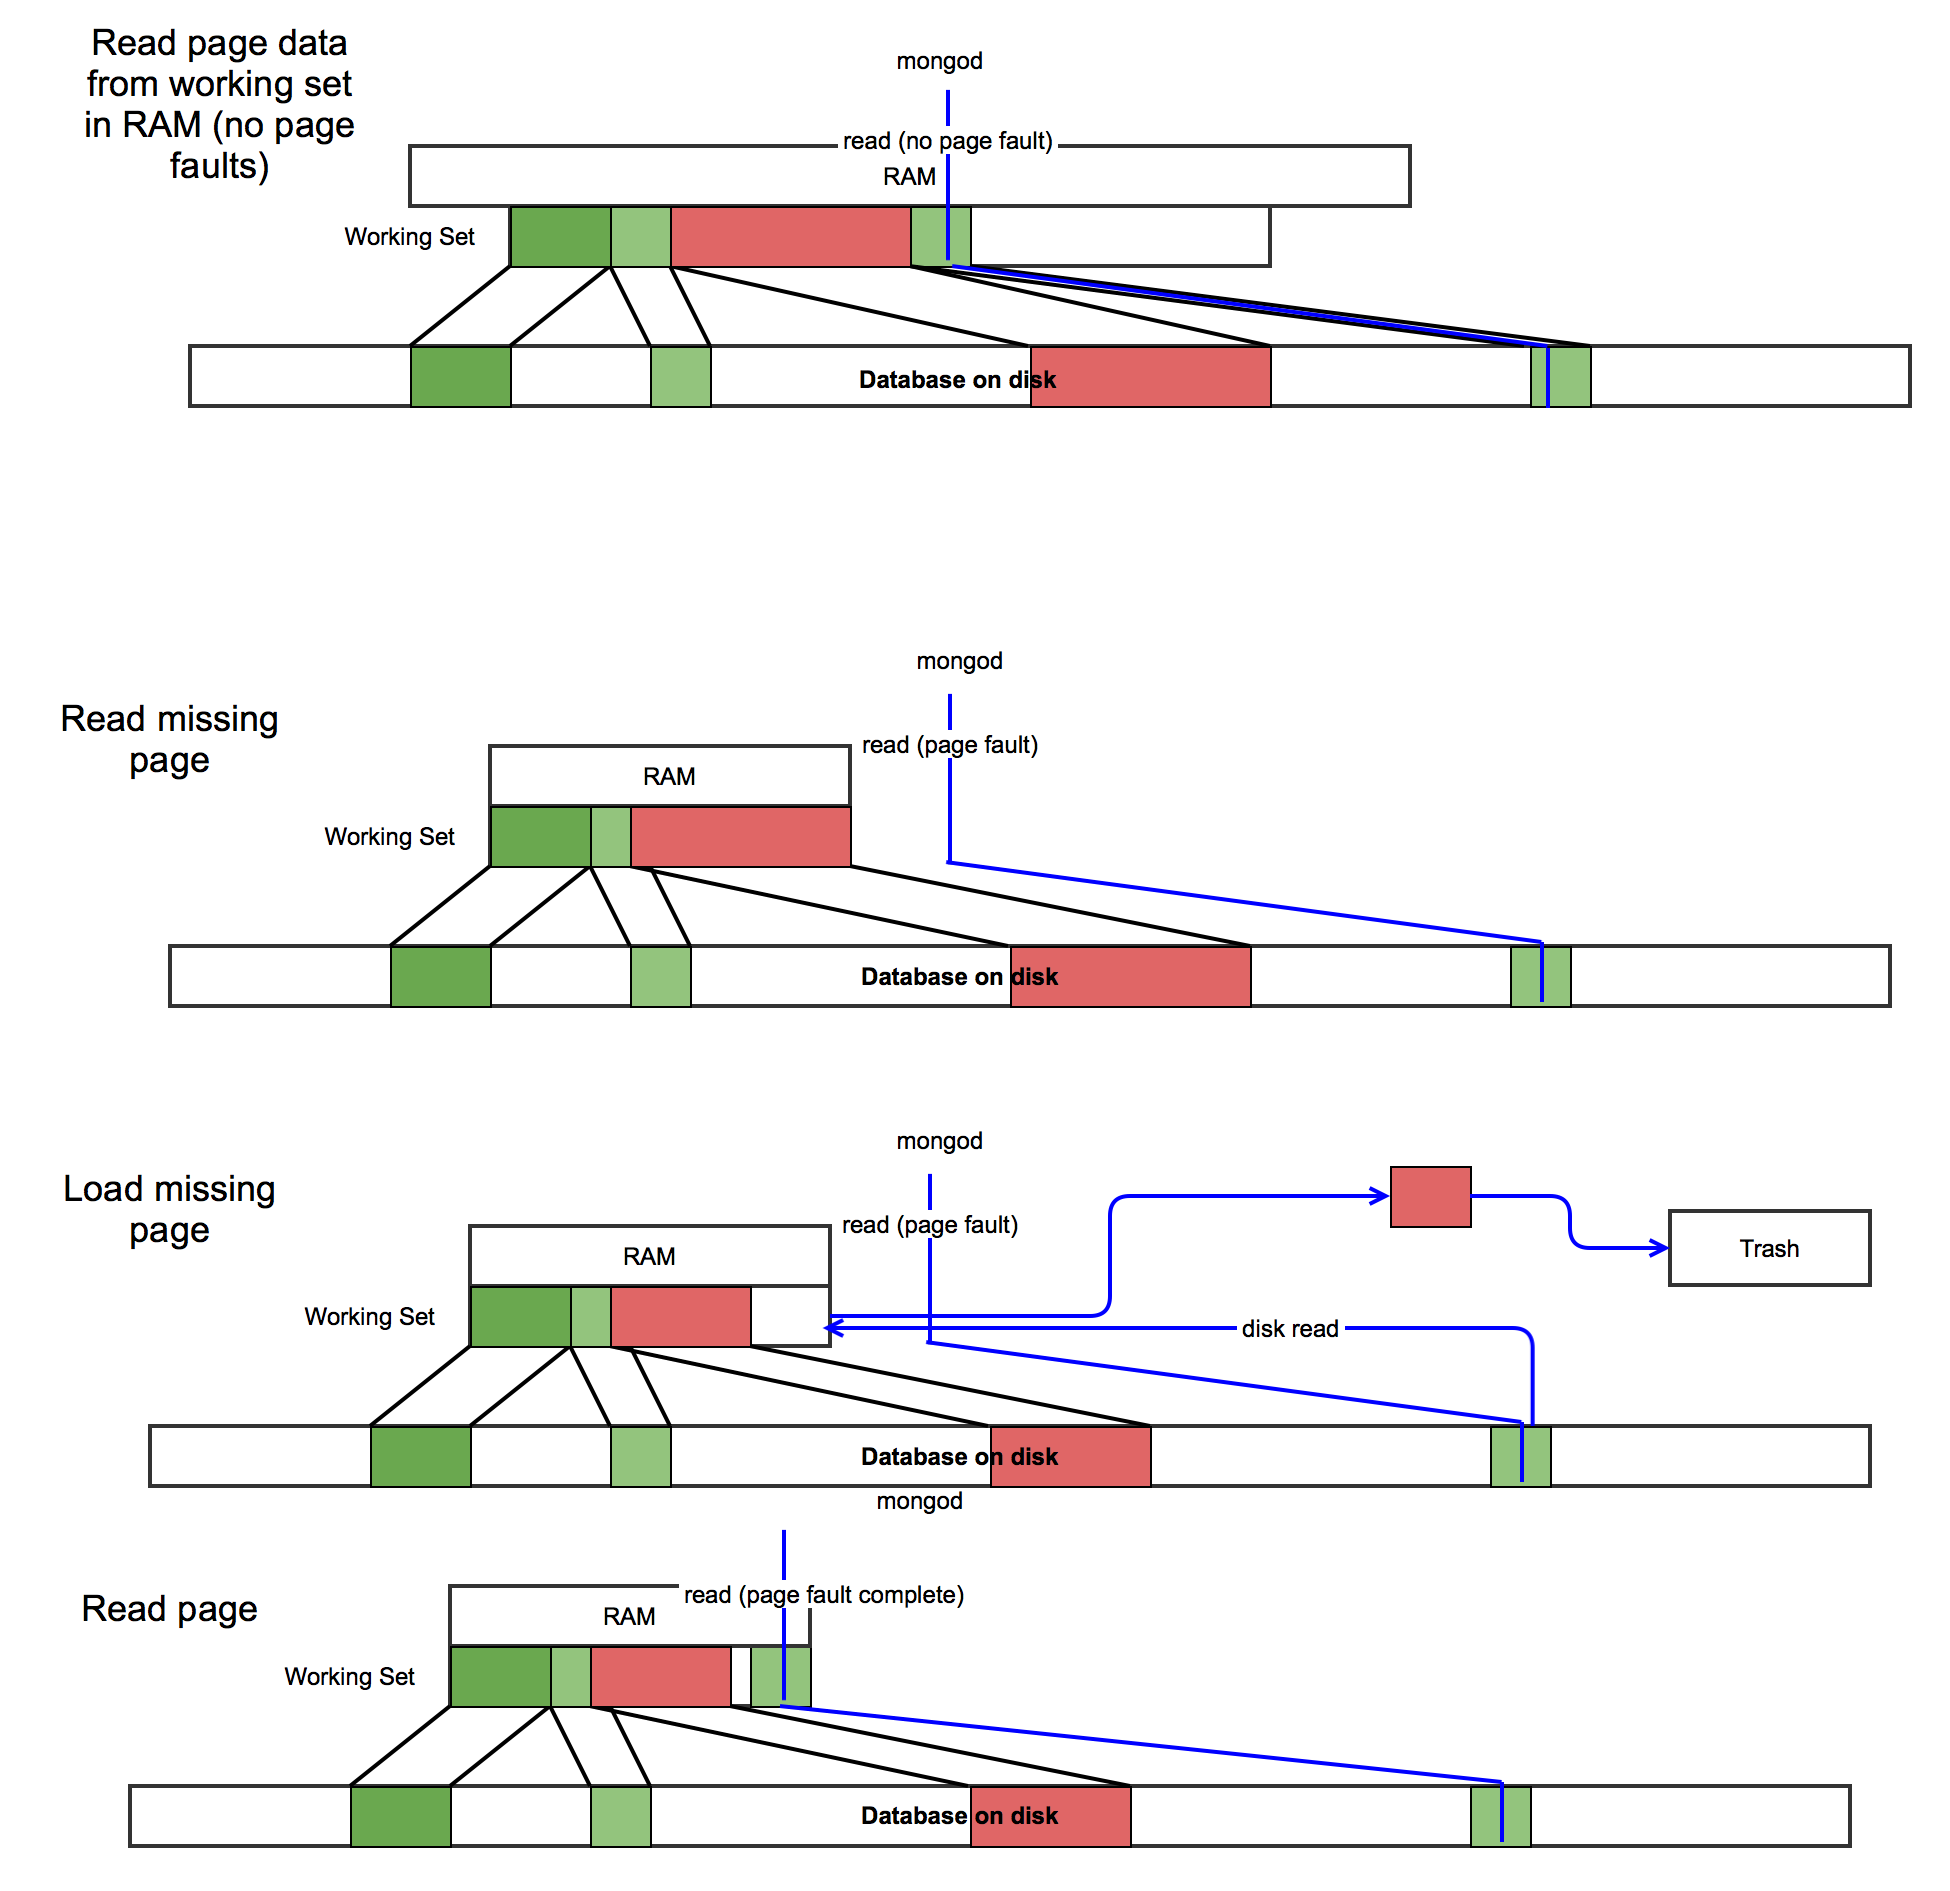 Read page data
from working set
in RAM (no page
faults)
mongod
read (no page fault)
RAM
Working Set
Database on disk
Read missing
page
mongod
read (page fault)
RAM
Working Set
Database on disk
Load missing
page
mongod
read (page fault)
RAM
Trash
Working Set
disk read
Database on disk
Read page
mongod
read (page fault complete)
RAM
Working Set
Database on disk